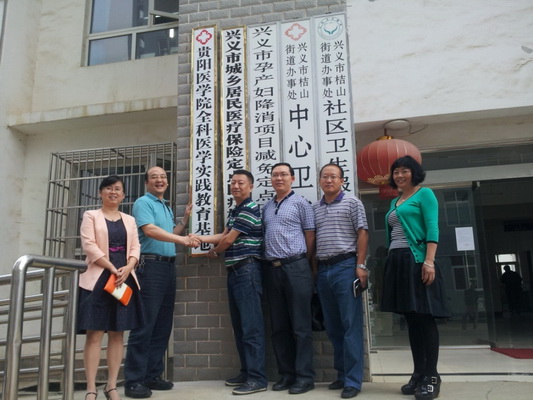 贵阳医学院全科医学实践教育基地
兴义市城乡居民医疗保险定
兴义市孕产妇降消项目减免定点
兴义市桔山
街道办事处
中心卫
兴义市桔山
街道办事处
社区卫生服